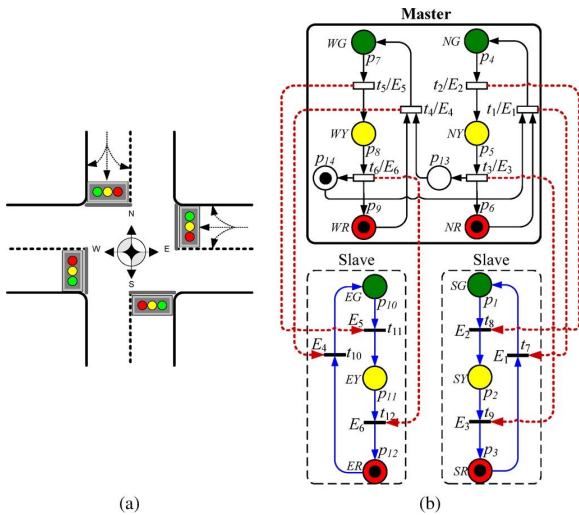 Master
WG
p7
NG
p4
t5/E5
t2/E2
t4/E4
t1/E1
WY
p8
NY
p5
p14
t6/E6
p13
t3/E3
WR
p9
NR
p6
N
W
E
S
Slave
Slave
EG
p10
SG
p1
E5
t11
E2
t8
E4
t10
E1
t7
EY
p11
SY
p2
E6
t12
E3
t9
ER
p12
SR
p3
(a)
(b)